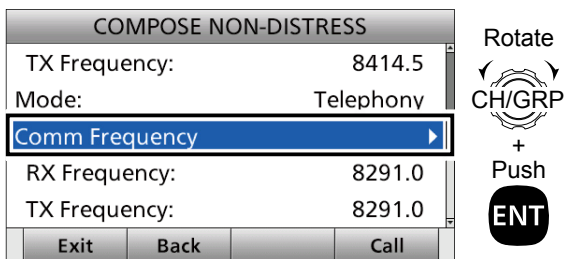 COMPOSE NON-DISTRESS
TX Frequency: 8414.5
Mode: Telephony
Comm Frequency
RX Frequency: 8291.0
TX Frequency: 8291.0
Exit Back Call
Rotate
CH/GRP
+
Push
ENT